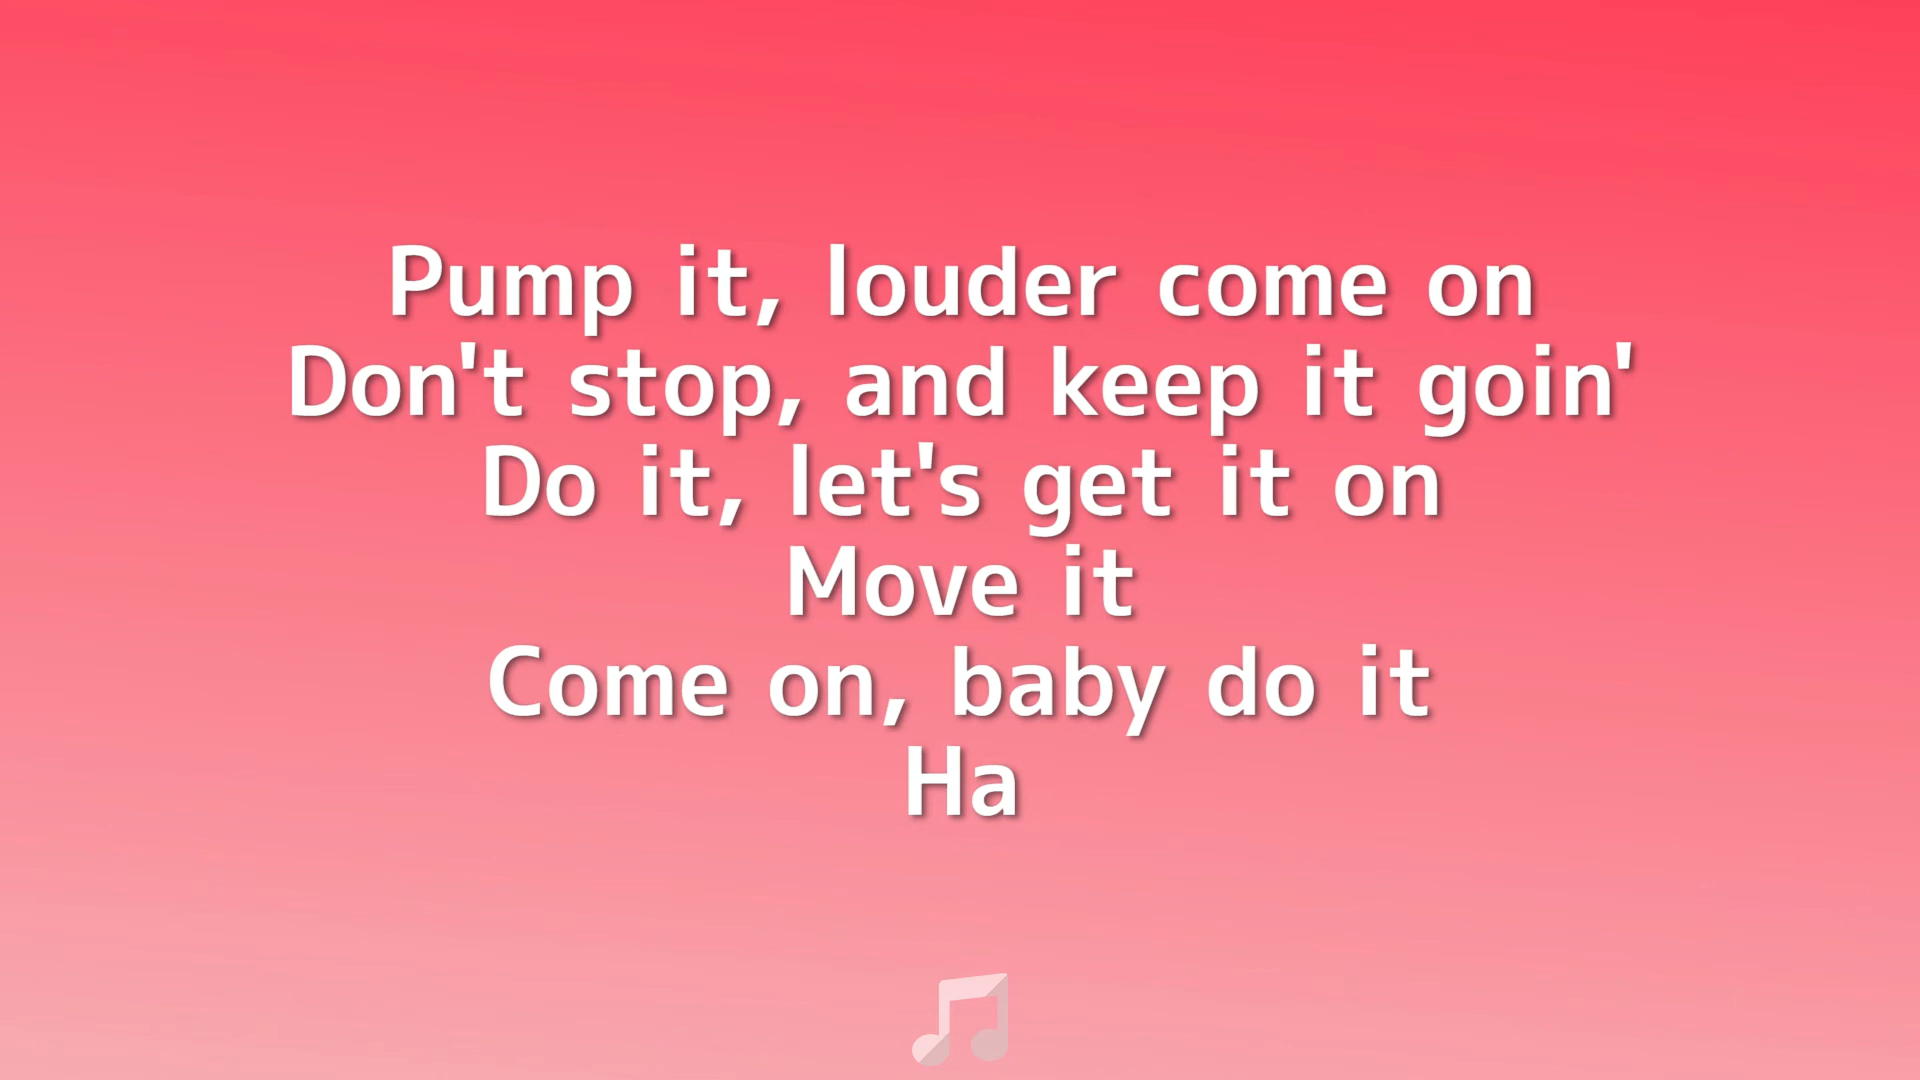 Pump it, louder come on
Don't stop, and keep it goin'
Do it, let's get it on
Move it
Come on, baby do it
Ha